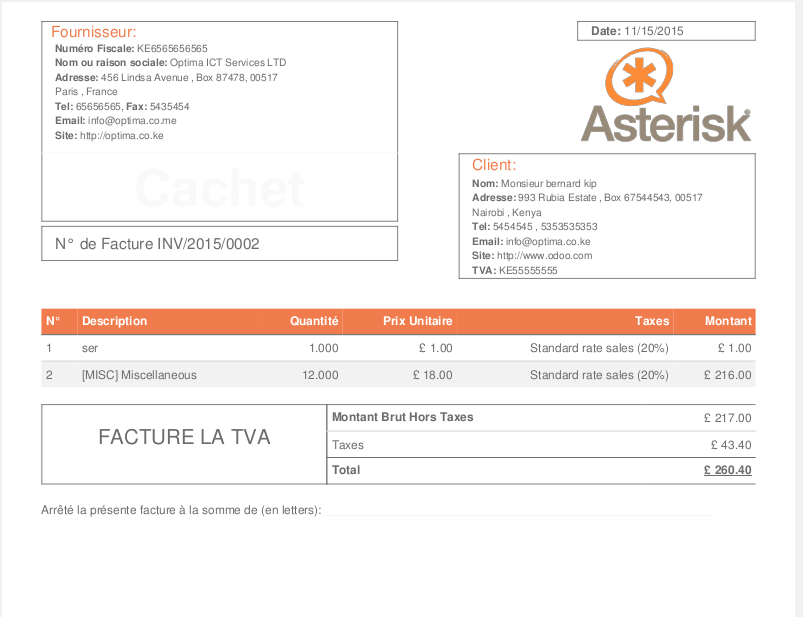 Fournisseur:
Numéro Fiscale: KE6565656565
Nom ou raison sociale: Optima ICT Services LTD
Adresse: 456 Lindsa Avenue , Box 87478, 00517
Paris , France
Tel: 65656565, Fax: 5435454
Email: info@optima.co.me
Site: http://optima.co.ke
Cachet
N° de Facture INV/2015/0002
Date: 11/15/2015
Asterisk®
Client:
Nom: Monsieur bernard kip
Adresse: 993 Rubia Estate , Box 67544543, 00517
Nairobi , Kenya
Tel: 5454545 , 5353535353
Email: info@optima.co.ke
Site: http://www.odoo.com
TVA: KE55555555
N° Description Quantité Prix Unitaire Taxes Montant
1 ser 1.000 £ 1.00 Standard rate sales (20%) £ 1.00
2 [MISC] Miscellaneous 12.000 £ 18.00 Standard rate sales (20%) £ 216.00
FACTURE LA TVA
Montant Brut Hors Taxes £ 217.00
Taxes £ 43.40
Total £ 260.40
Arrêté la présente facture à la somme de (en letters):